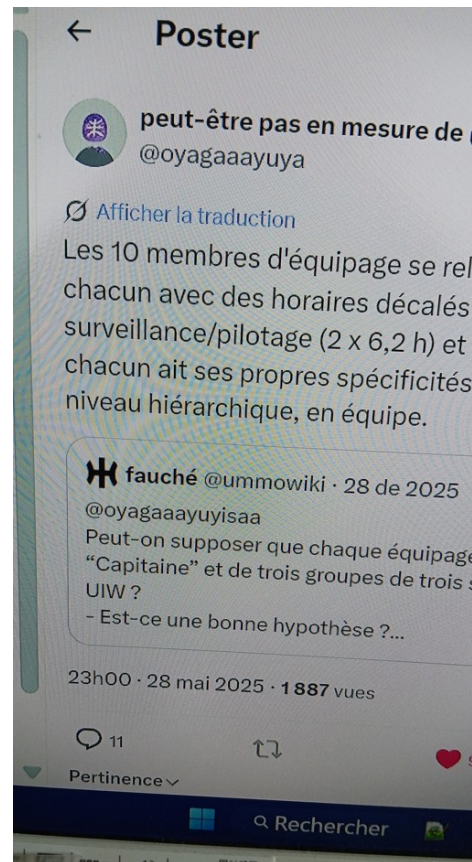 ← Poster
peut-être pas en mesure de
@oyagaaayuya
Afficher la traduction
Les 10 membres d'équipage se rel
chacun avec des horaires décalés
surveillance/pilotage (2 x 6,2 h) et
chacun ait ses propres spécificités
niveau hiérarchique, en équipe.
fauché @ummowiki · 28 de 2025
@oyagaaayuyisaa
Peut-on supposer que chaque équipage
“Capitaine” et de trois groupes de trois s
UIW ?
- Est-ce une bonne hypothèse ?...
23h00 · 28 mai 2025 · 1 887 vues
11
Pertinence
Rechercher